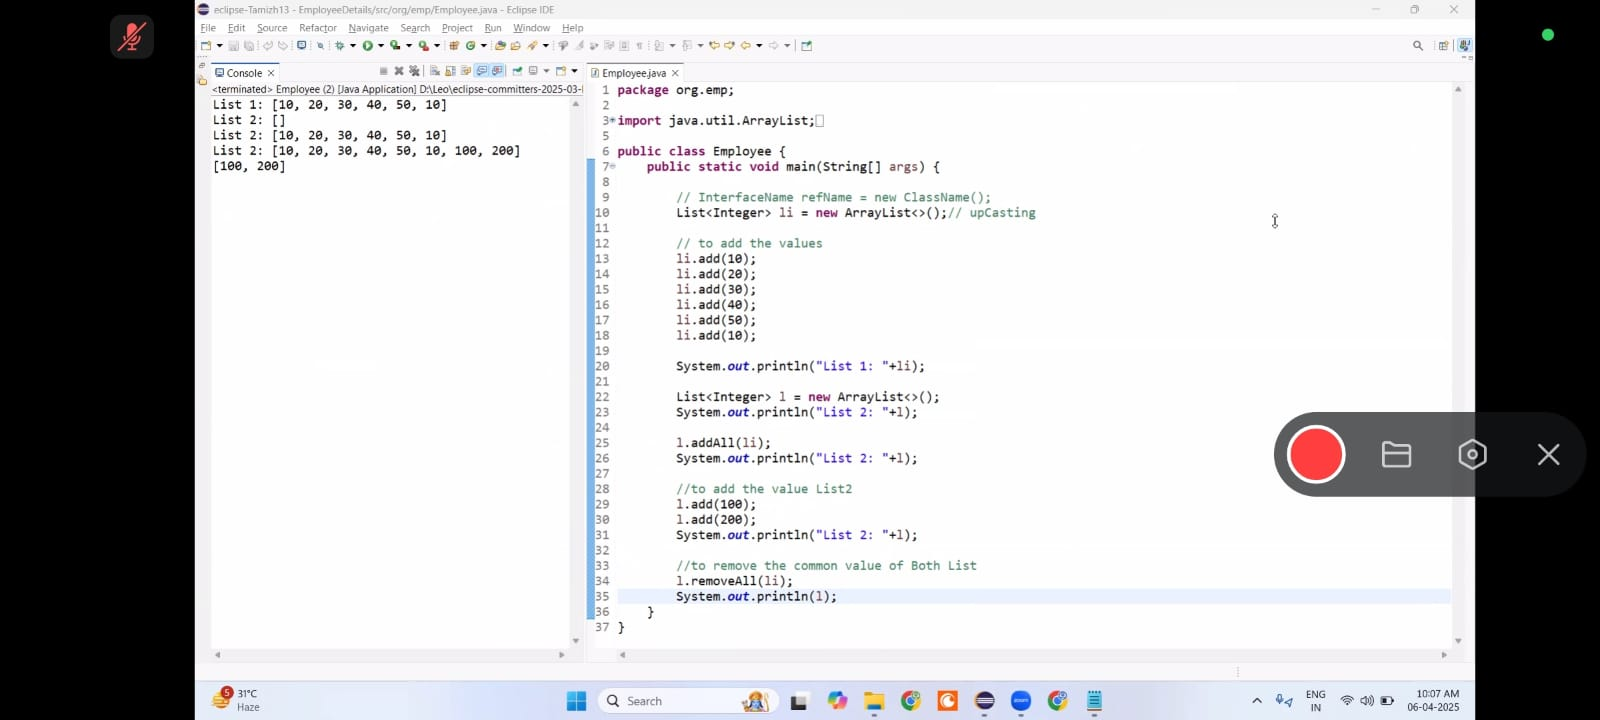 eclipse-Tamizh13 - EmployeeDetails/src/org/emp/Employee.java - Eclipse IDE
File Edit Source Refactor Navigate Search Project Run Window Help
Console
<terminated> Employee (2) [Java Application] D:\Leo\eclipse-committers-2025-03-
List 1: [10, 20, 30, 40, 50, 10]
List 2: []
List 2: [10, 20, 30, 40, 50, 10]
List 2: [10, 20, 30, 40, 50, 10, 100, 200]
[100, 200]
Employee.java
1 package org.emp;
2
3 import java.util.ArrayList;
5
6 public class Employee {
7 public static void main(String[] args) {
8
9 // InterfaceName refName = new ClassName();
10 List<Integer> li = new ArrayList<>();// upCasting
11
12 // to add the values
13 li.add(10);
14 li.add(20);
15 li.add(30);
16 li.add(40);
17 li.add(50);
18 li.add(10);
19
20 System.out.println("List 1: "+li);
21
22 List<Integer> l = new ArrayList<>();
23 System.out.println("List 2: "+l);
24
25 l.addAll(li);
26 System.out.println("List 2: "+l);
27
28 //to add the value List2
29 l.add(100);
30 l.add(200);
31 System.out.println("List 2: "+l);
32
33 //to remove the common value of Both List
34 l.removeAll(li);
35 System.out.println(l);
36 }
37 }
5
31°C
Haze
Search
ENG
IN
10:07 AM
06-04-2025